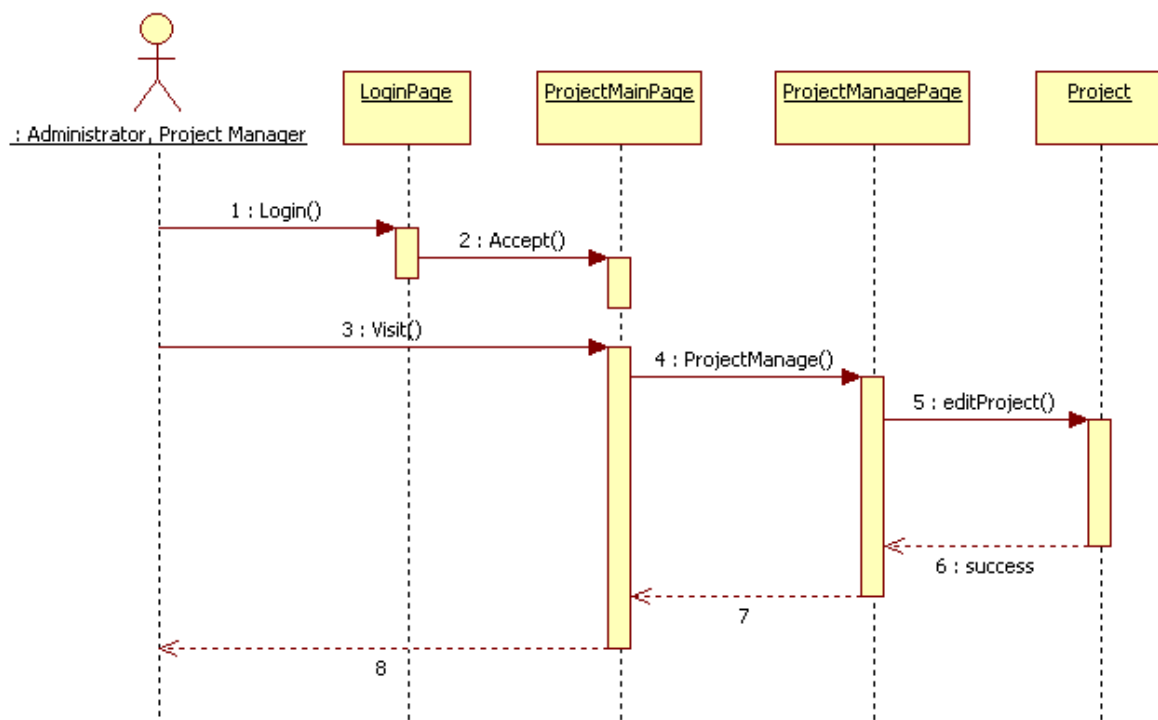 LoginPage
ProjectMainPage
ProjectManagePage
Project
: Administrator, Project Manager
1 : Login()
2 : Accept()
3 : Visit()
4 : ProjectManage()
5 : editProject()
6 : success
7
8